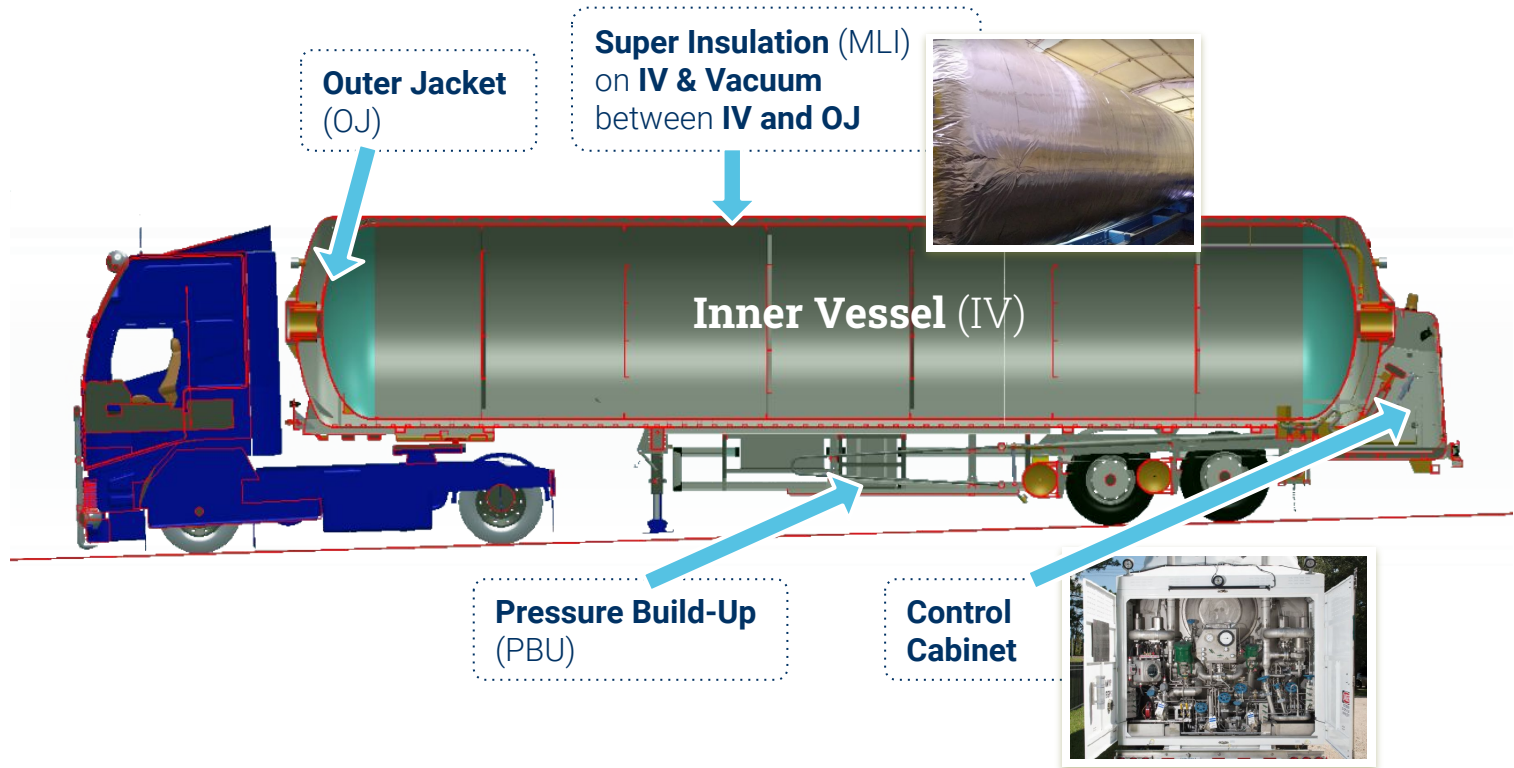 Super Insulation (MLI)
on IV & Vacuum
between IV and OJ
Outer Jacket
(OJ)
Inner Vessel (IV)
Pressure Build-Up
(PBU)
Control
Cabinet